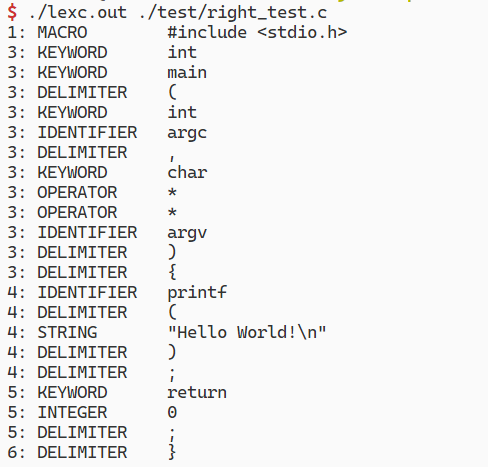 $ ./lexc.out ./test/right_test.c
1: MACRO        #include <stdio.h>
3: KEYWORD      int
3: KEYWORD      main
3: DELIMITER    (
3: KEYWORD      int
3: IDENTIFIER   argc
3: DELIMITER    ,
3: KEYWORD      char
3: OPERATOR     *
3: OPERATOR     *
3: IDENTIFIER   argv
3: DELIMITER    )
3: DELIMITER    {
4: IDENTIFIER   printf
4: DELIMITER    (
4: STRING       "Hello World!\n"
4: DELIMITER    )
4: DELIMITER    ;
5: KEYWORD      return
5: INTEGER      0
5: DELIMITER    ;
6: DELIMITER    }